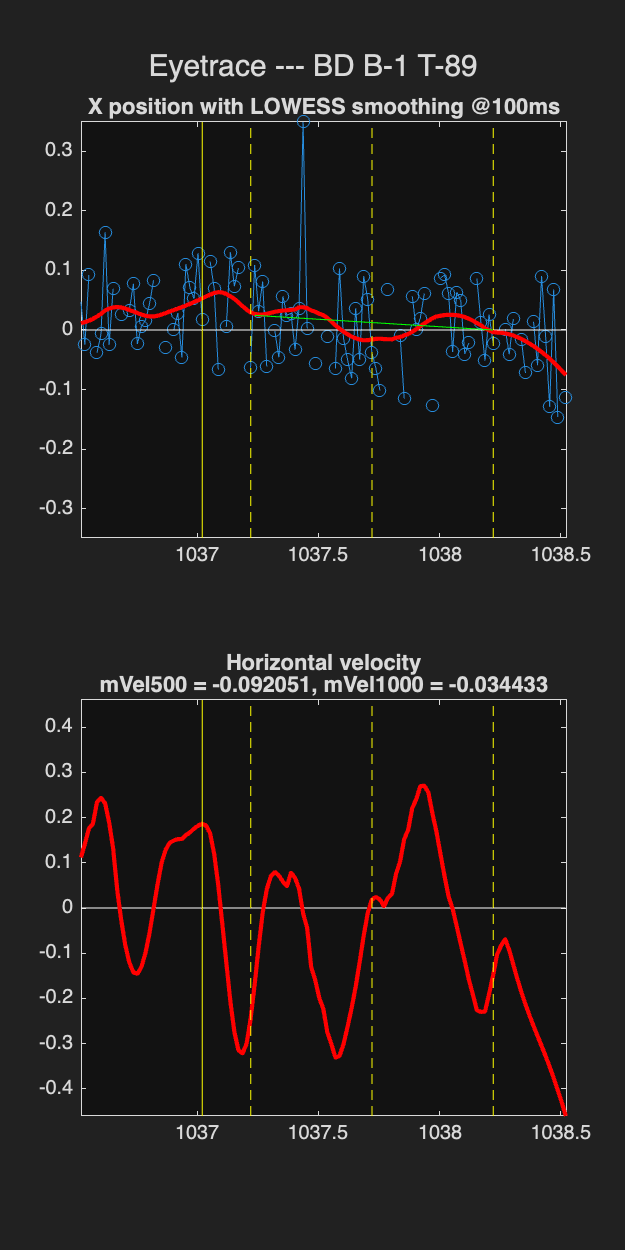 Eyetrace --- BD B-1 T-89
X position with LOWESS smoothing @100ms
0.3
0.2
0.1
0
-0.1
-0.2
-0.3
1037 1037.5 1038 1038.5
Horizontal velocity
mVel500 = -0.092051, mVel1000 = -0.034433
0.4
0.3
0.2
0.1
0
-0.1
-0.2
-0.3
-0.4
1037 1037.5 1038 1038.5